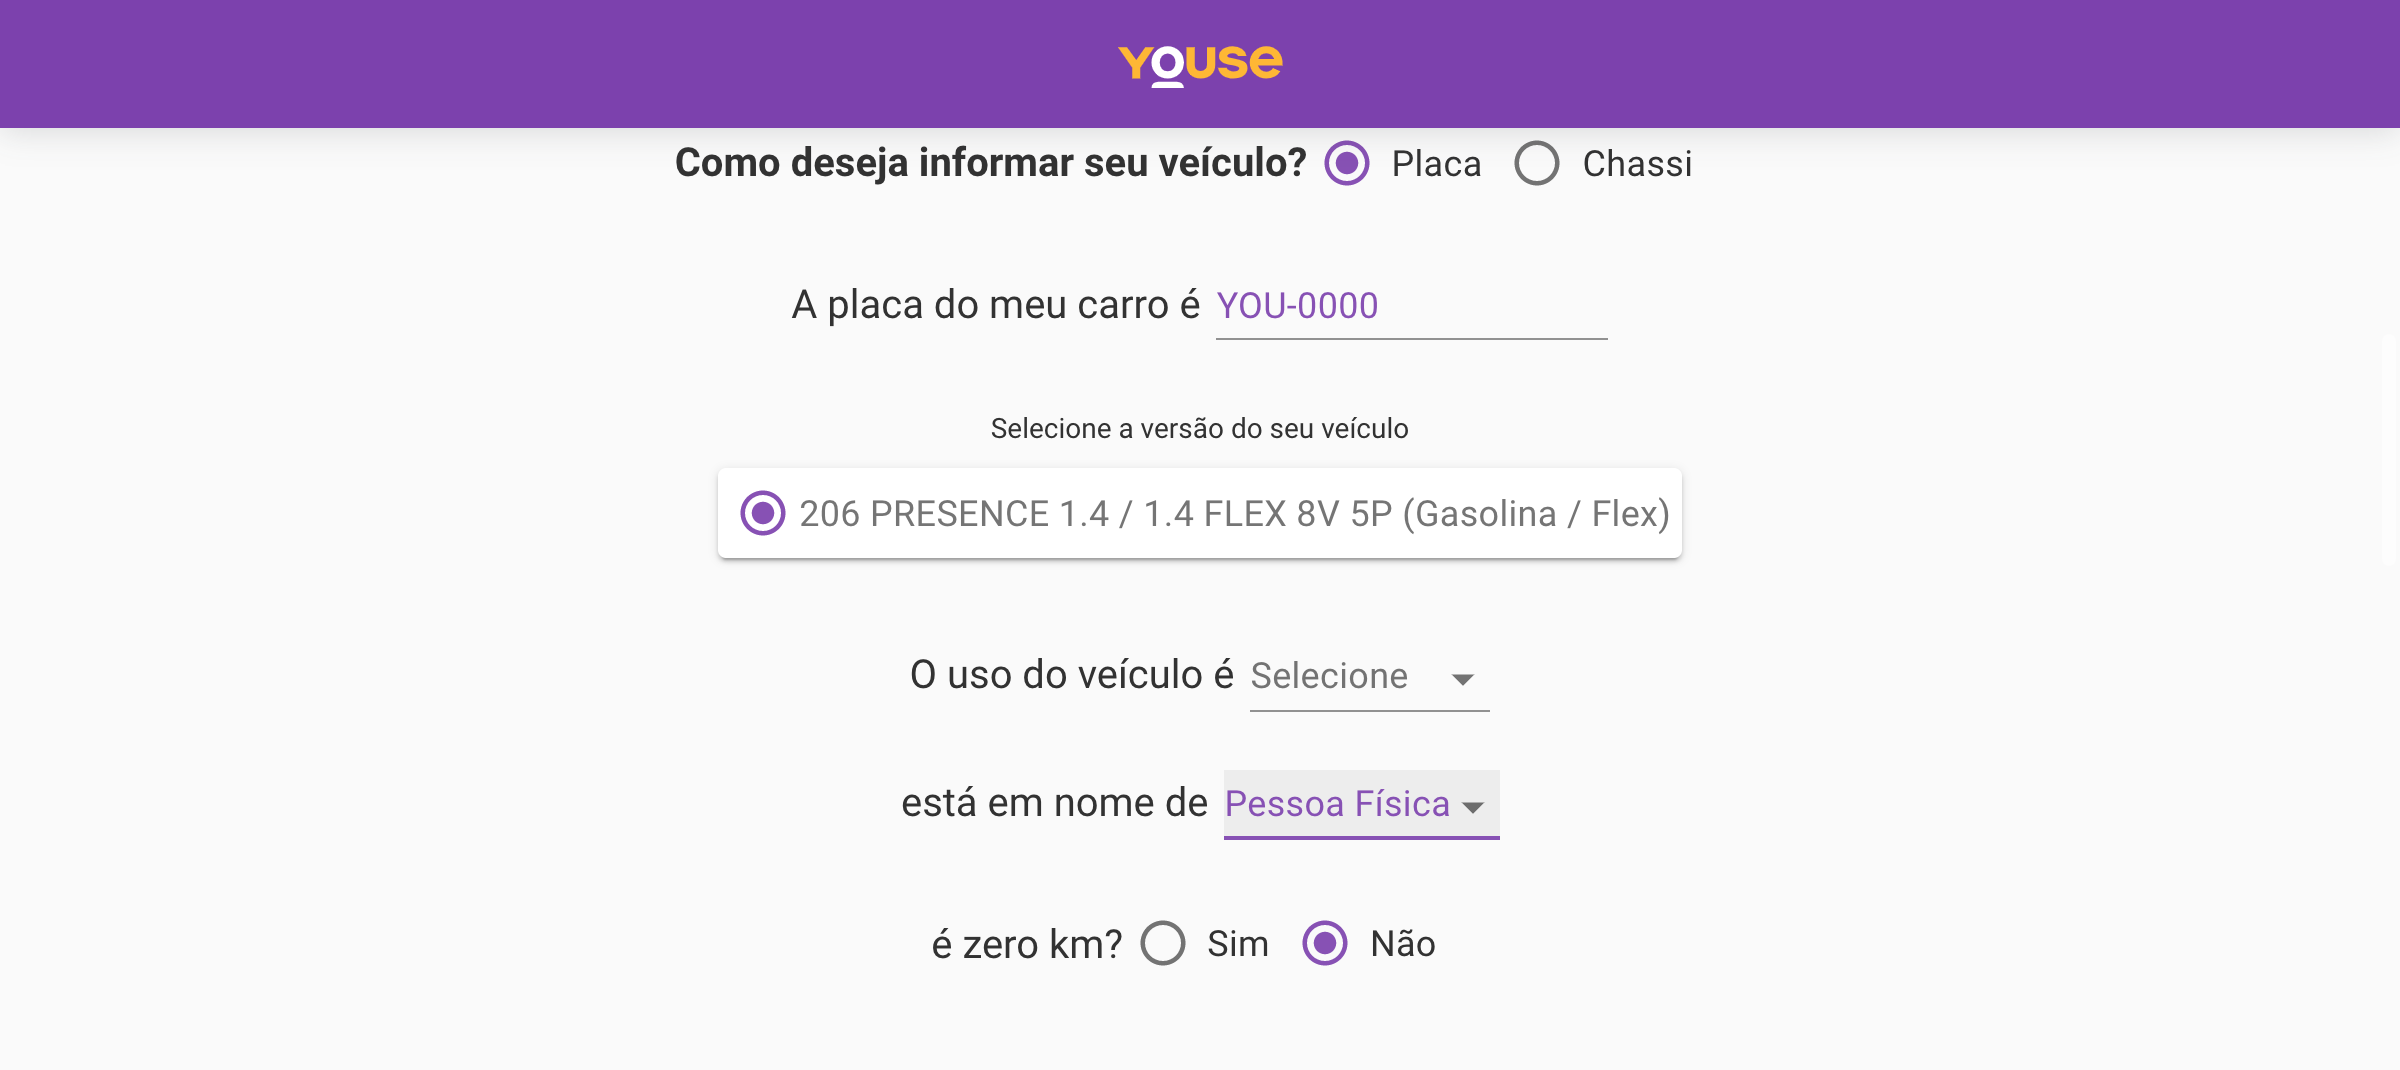 Youse
Como deseja informar seu veículo? Placa Chassi
A placa do meu carro é YOU-0000
Selecione a versão do seu veículo
206 PRESENCE 1.4 / 1.4 FLEX 8V 5P (Gasolina / Flex)
O uso do veículo é Selecione
está em nome de Pessoa Física
é zero km? Sim Não